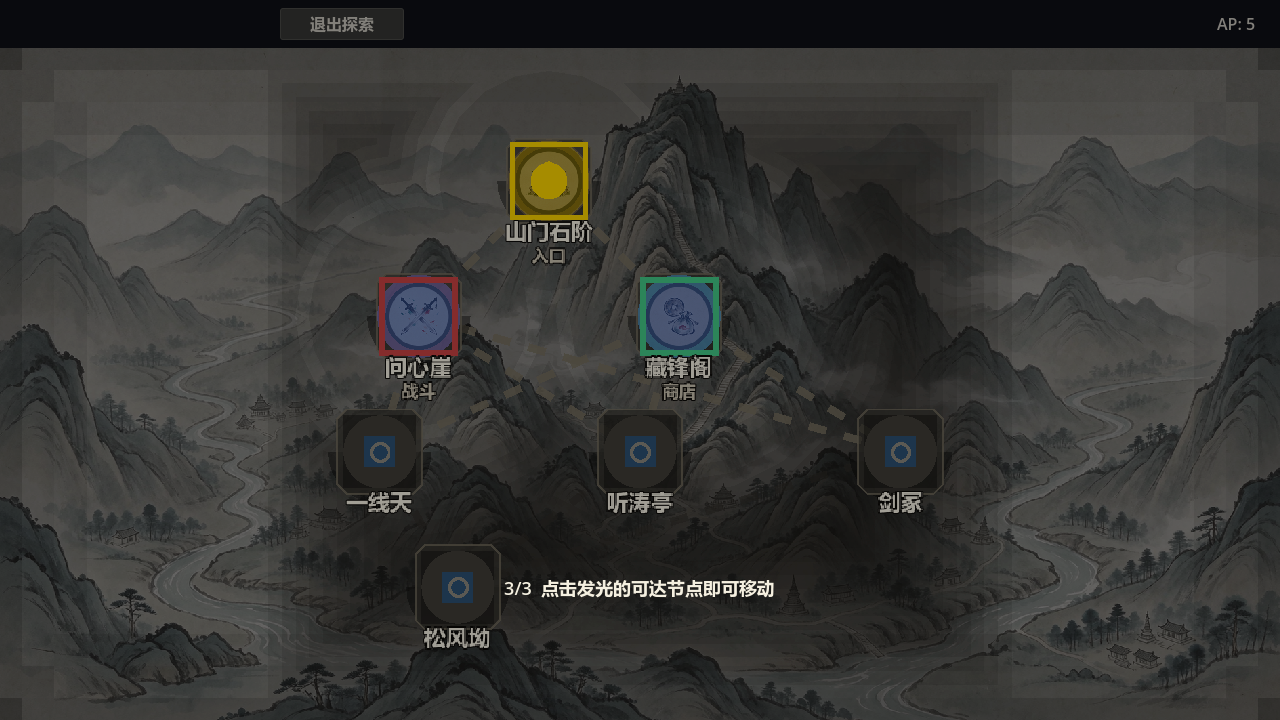 退出探索
AP: 5
山门石阶
入口
问心崖
战斗
藏锋阁
商店
一线天
听涛亭
剑冢
3/3 点击发光的可达节点即可移动
松风坳